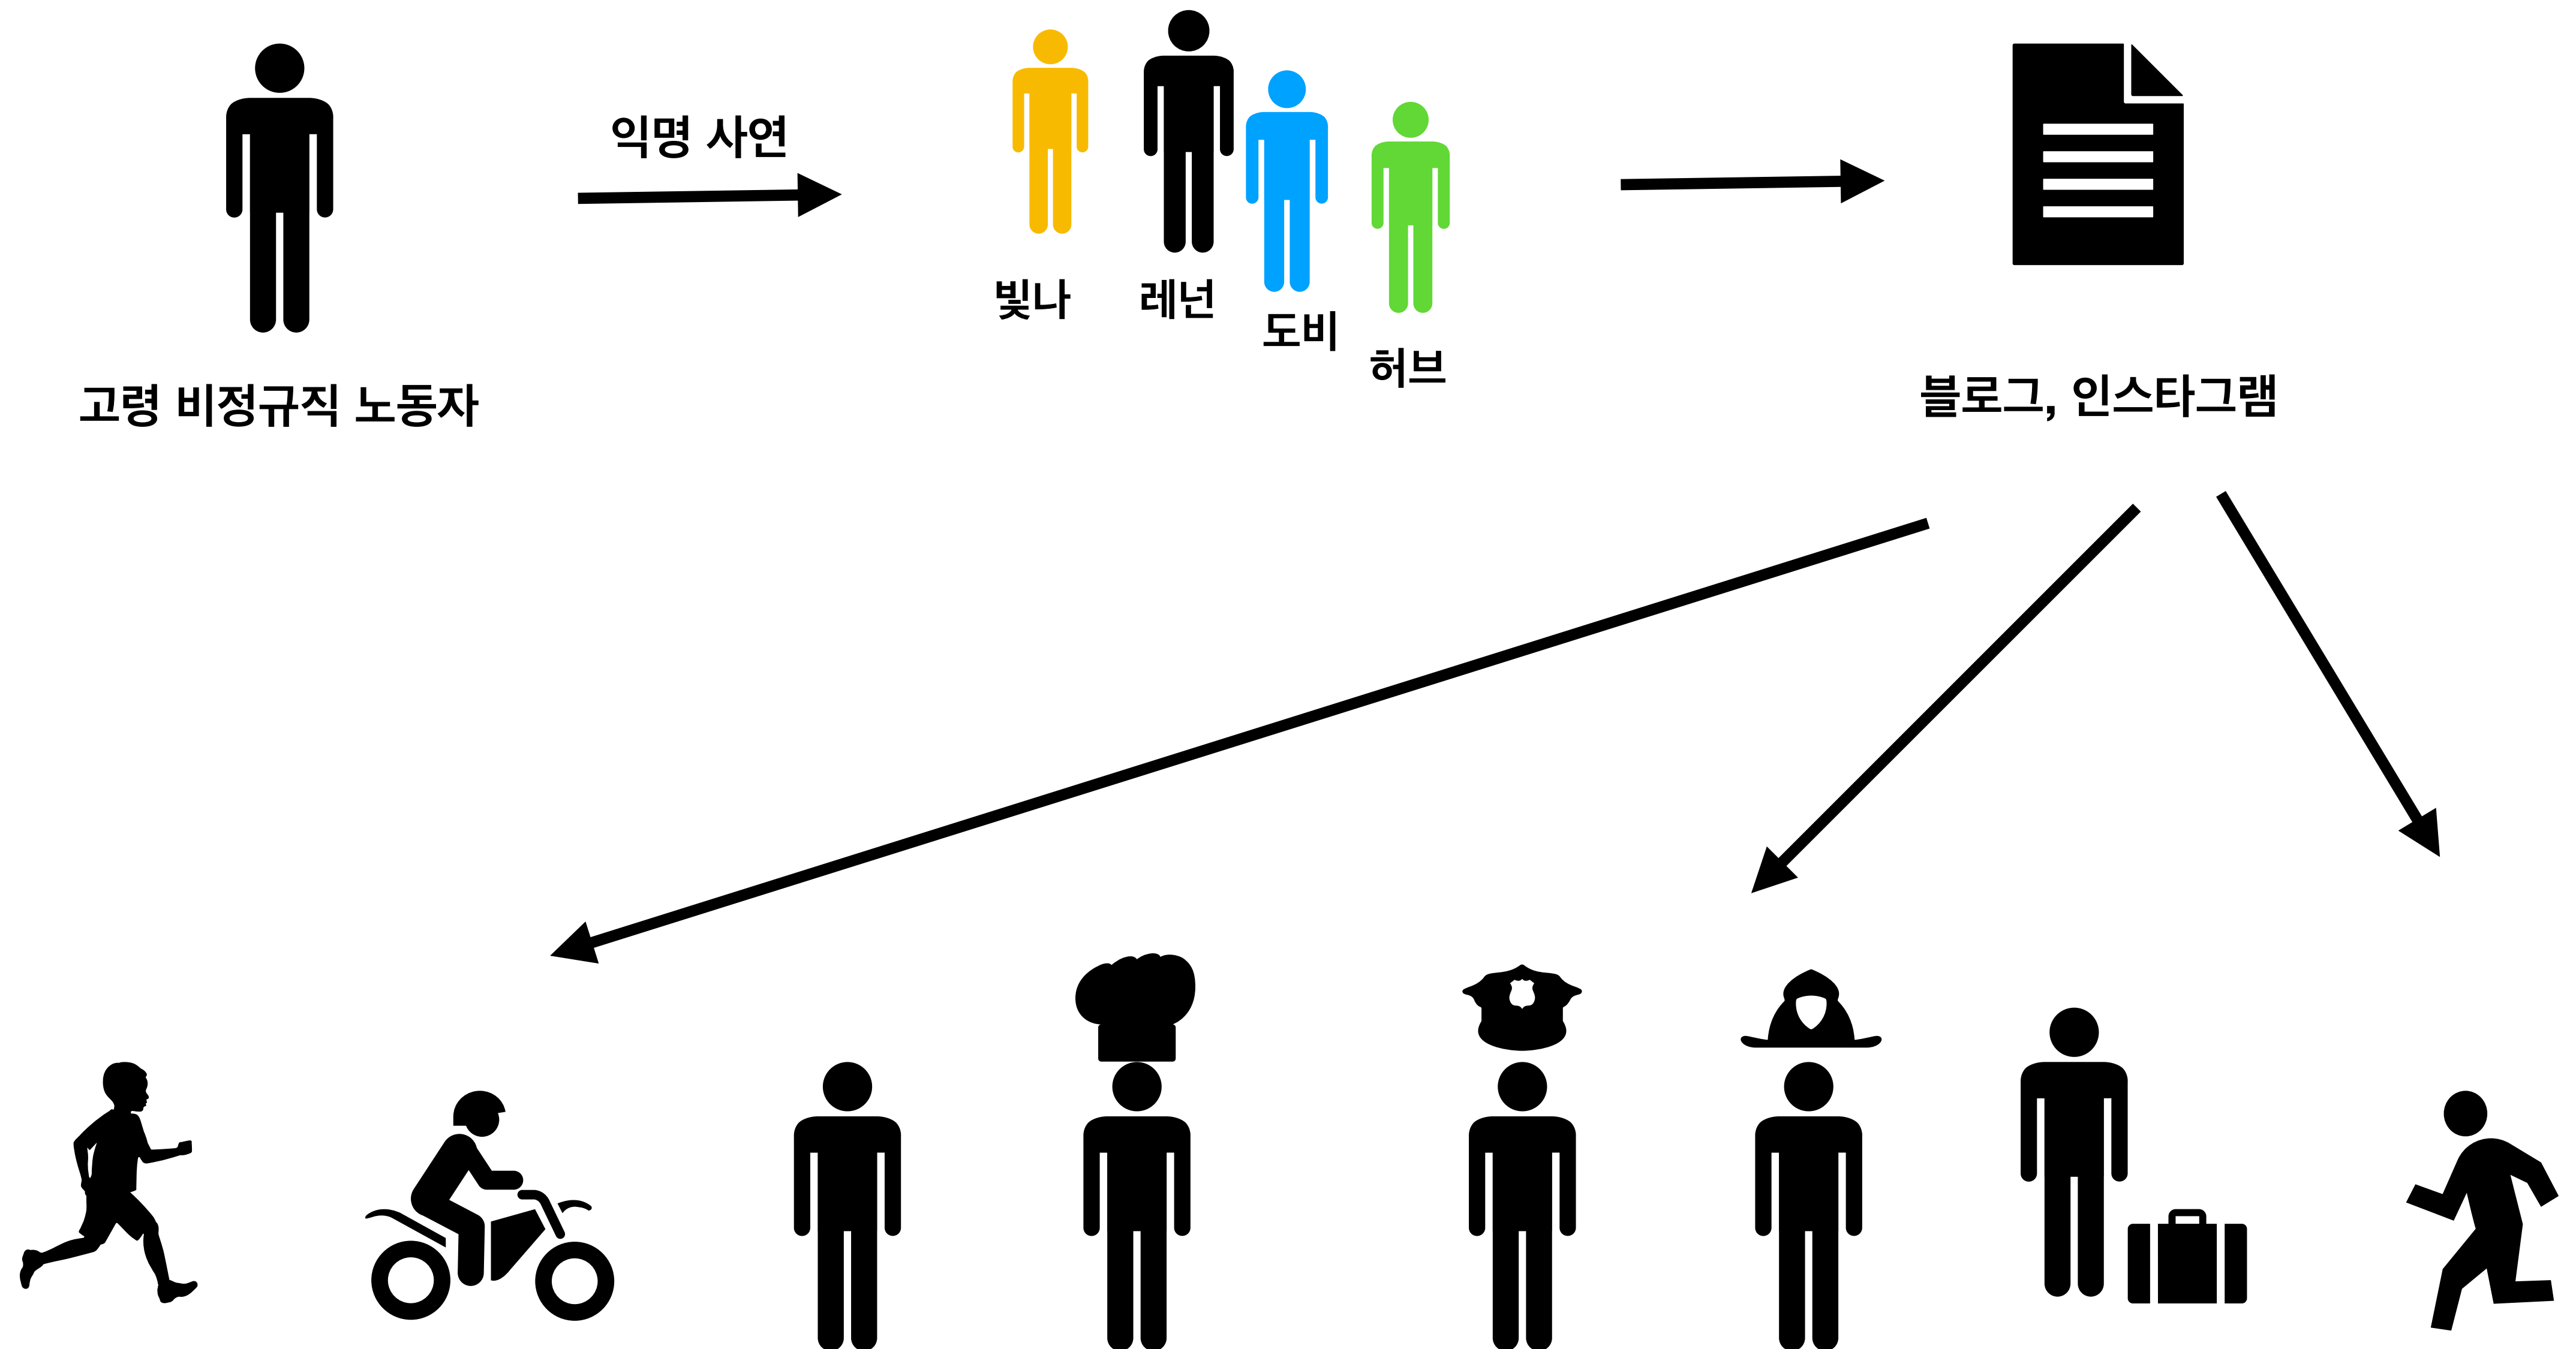 익명 사연
빛나
레넌
도비
허브
고령 비정규직 노동자
블로그, 인스타그램